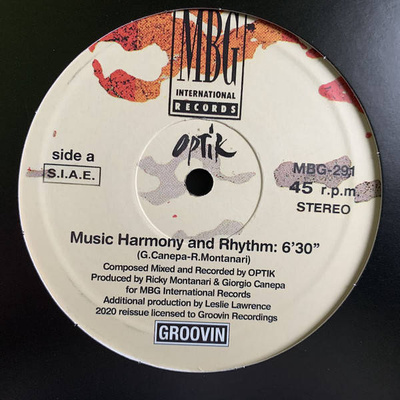 MBG
INTERNATIONAL
RECORDS
OPTIK
side a
S.I.A.E.
MBG-291
45 r.p.m.
STEREO
Music Harmony and Rhythm: 6'30"
(G.Canepa-R.Montanari)
Composed Mixed and Recorded by OPTIK
Produced by Ricky Montanari & Giorgio Canepa
for MBG International Records
Additional production by Leslie Lawrence
2020 reissue licensed to Groovin Recordings
GROOVIN